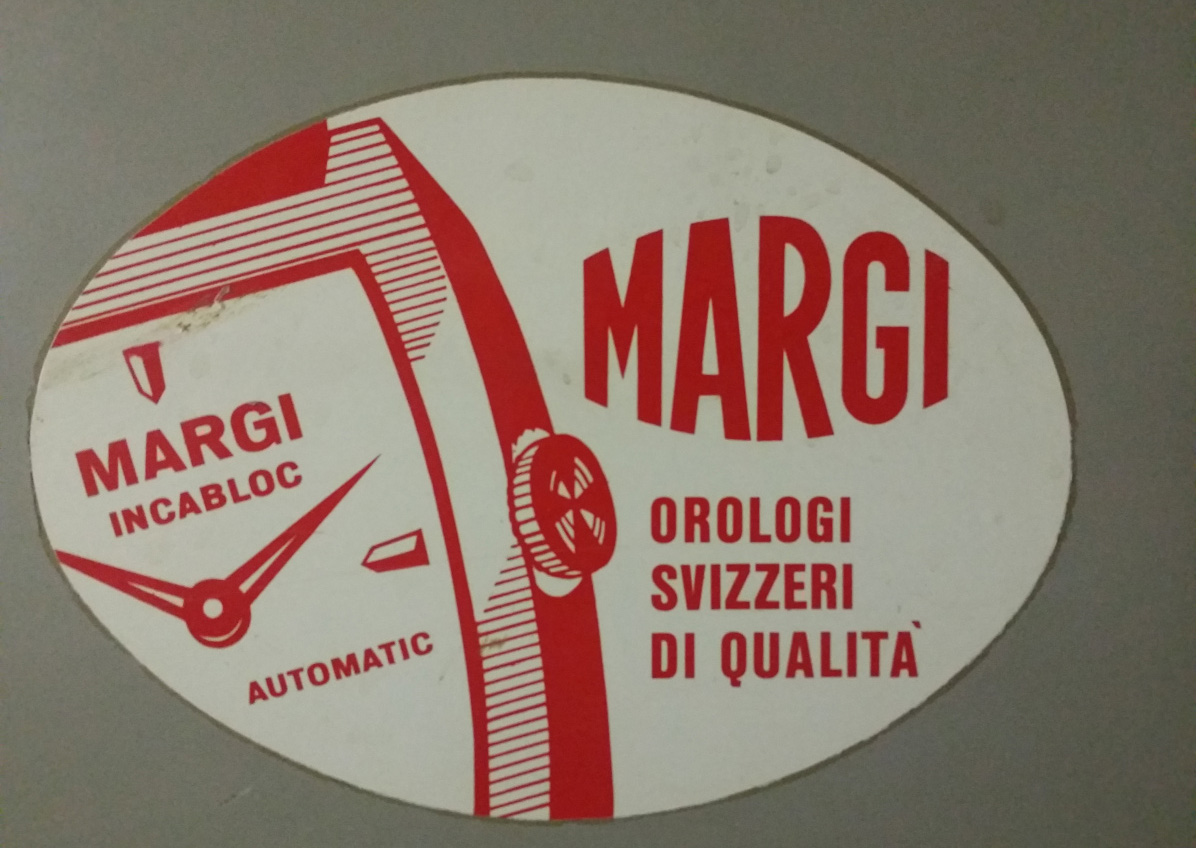 MARGI
INCABLOC
AUTOMATIC
MARGI
OROLOGI
SVIZZERI
DI QUALITÀ